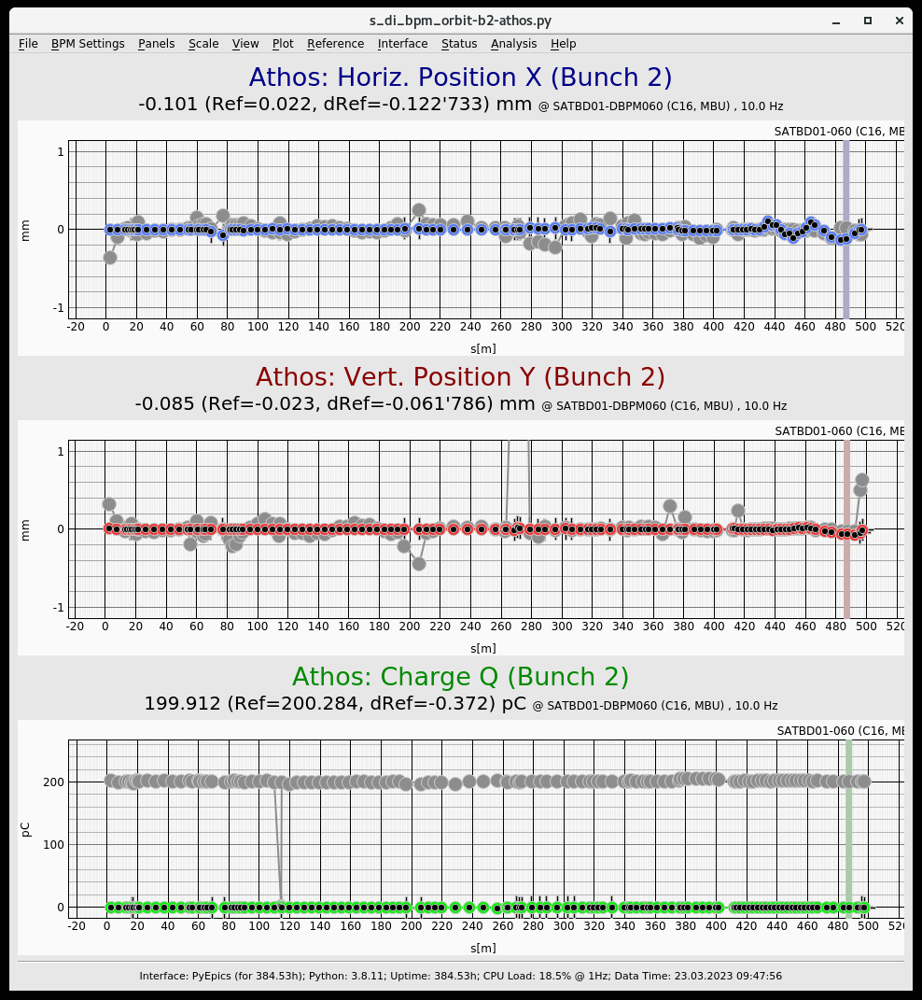 s_di_bpm_orbit-b2-athos.py
File BPM Settings Panels Scale View Plot Reference Interface Status Analysis Help
Athos: Horiz. Position X (Bunch 2)
-0.101 (Ref=0.022, dRef=-0.122'733) mm @ SATBD01-DBPM060 (C16, MBU) , 10.0 Hz
SATBD01-060 (C16, MB
1
0
-1
mm
-20 0 20 40 60 80 100 120 140 160 180 200 220 240 260 280 300 320 340 360 380 400 420 440 460 480 500 520
s[m]
Athos: Vert. Position Y (Bunch 2)
-0.085 (Ref=-0.023, dRef=-0.061'786) mm @ SATBD01-DBPM060 (C16, MBU) , 10.0 Hz
SATBD01-060 (C16, MB
1
0
-1
mm
-20 0 20 40 60 80 100 120 140 160 180 200 220 240 260 280 300 320 340 360 380 400 420 440 460 480 500 520
s[m]
Athos: Charge Q (Bunch 2)
199.912 (Ref=200.284, dRef=-0.372) pC @ SATBD01-DBPM060 (C16, MBU) , 10.0 Hz
SATBD01-060 (C16, ME
200
100
0
pC
-20 0 20 40 60 80 100 120 140 160 180 200 220 240 260 280 300 320 340 360 380 400 420 440 460 480 500 52
s[m]
Interface: PyEpics (for 384.53h); Python: 3.8.11; Uptime: 384.53h; CPU Load: 18.5% @ 1Hz; Data Time: 23.03.2023 09:47:56